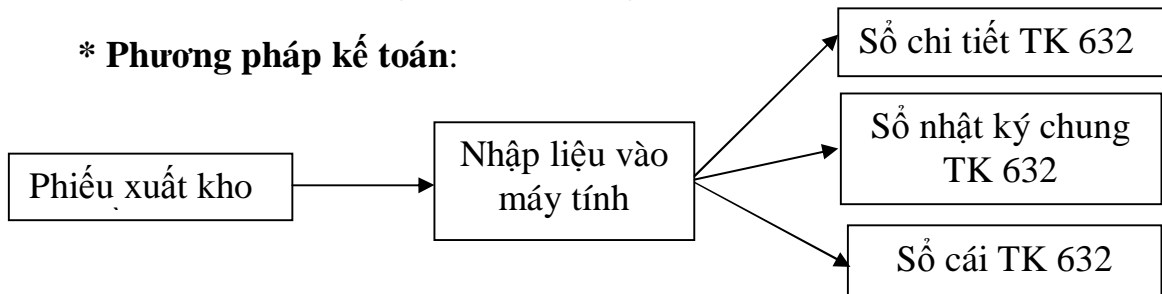 * Phương pháp kế toán:
Phiếu xuất kho
Nhập liệu vào
máy tính
Sổ chi tiết TK 632
Sổ nhật ký chung
TK 632
Sổ cái TK 632